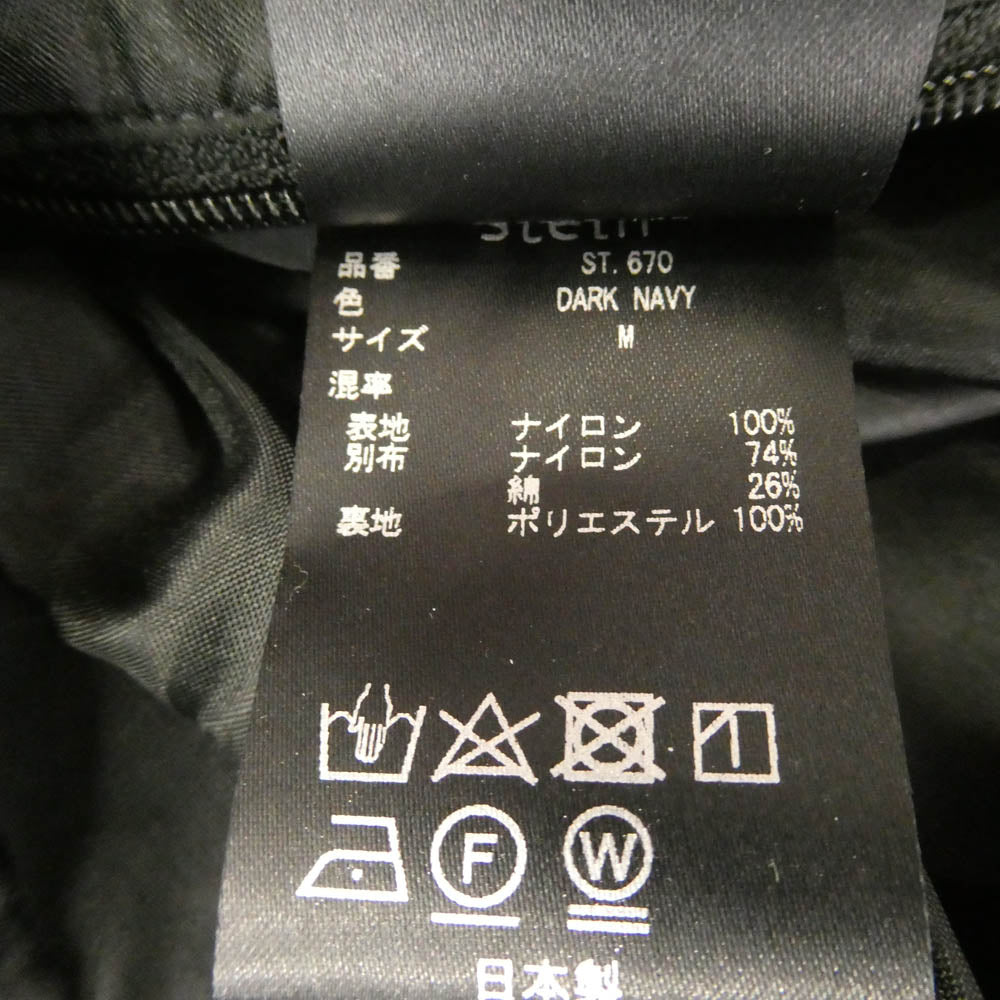 stein
品番 ST. 670
色 DARK NAVY
サイズ M
混率
表地 ナイロン 100%
別布 ナイロン 74%
綿 26%
裏地 ポリエステル 100%
F W
日本製